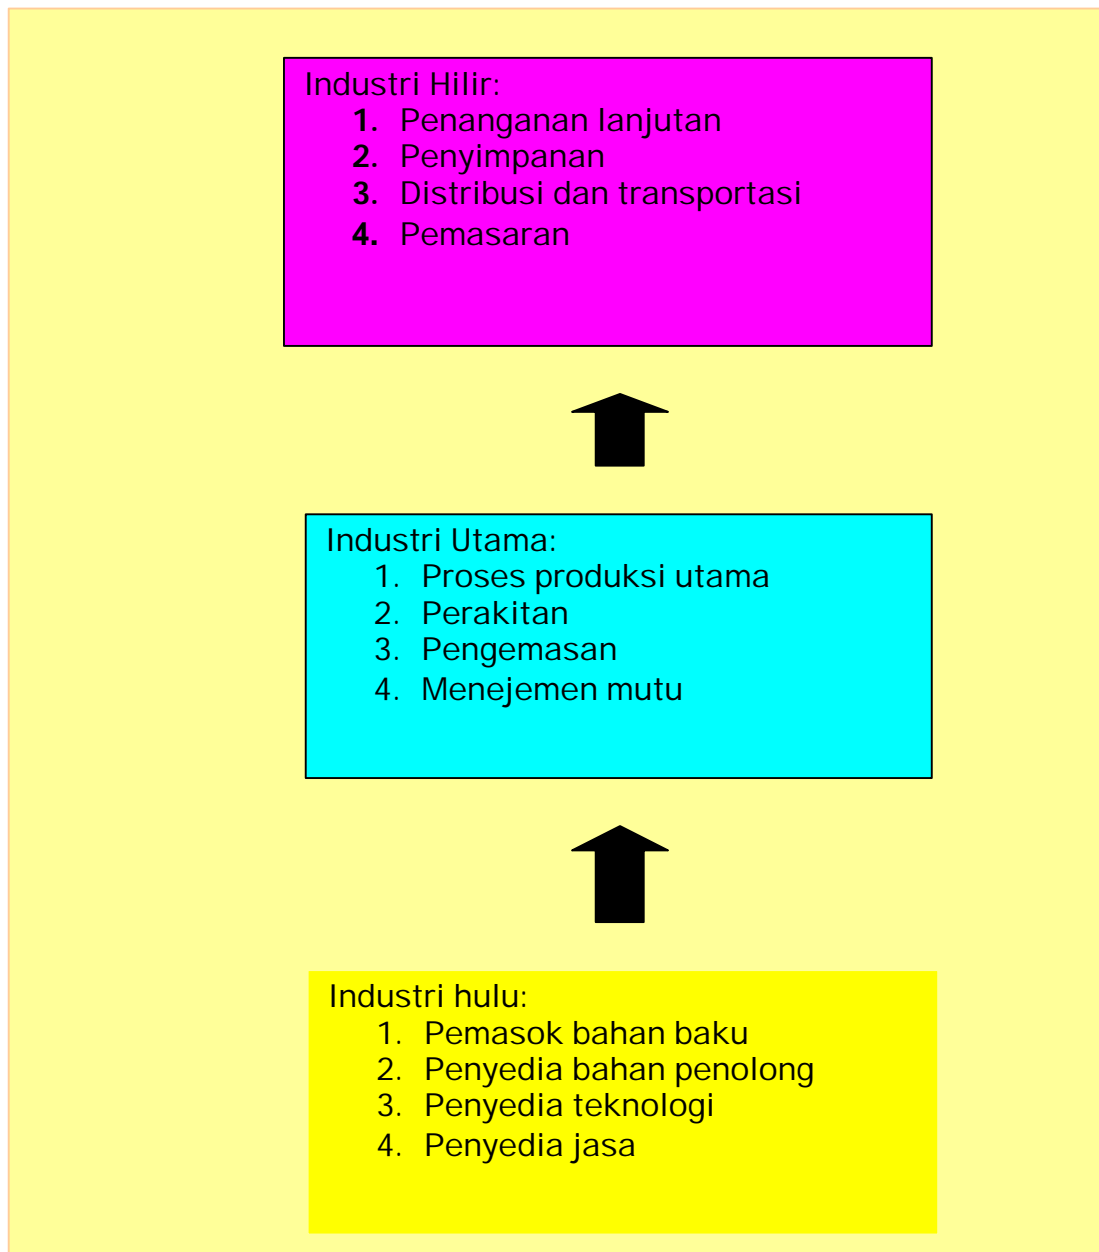 Industri Hilir:
1. Penanganan lanjutan
2. Penyimpanan
3. Distribusi dan transportasi
4. Pemasaran
Industri Utama:
1. Proses produksi utama
2. Perakitan
3. Pengemasan
4. Menejemen mutu
Industri hulu:
1. Pemasok bahan baku
2. Penyedia bahan penolong
3. Penyedia teknologi
4. Penyedia jasa